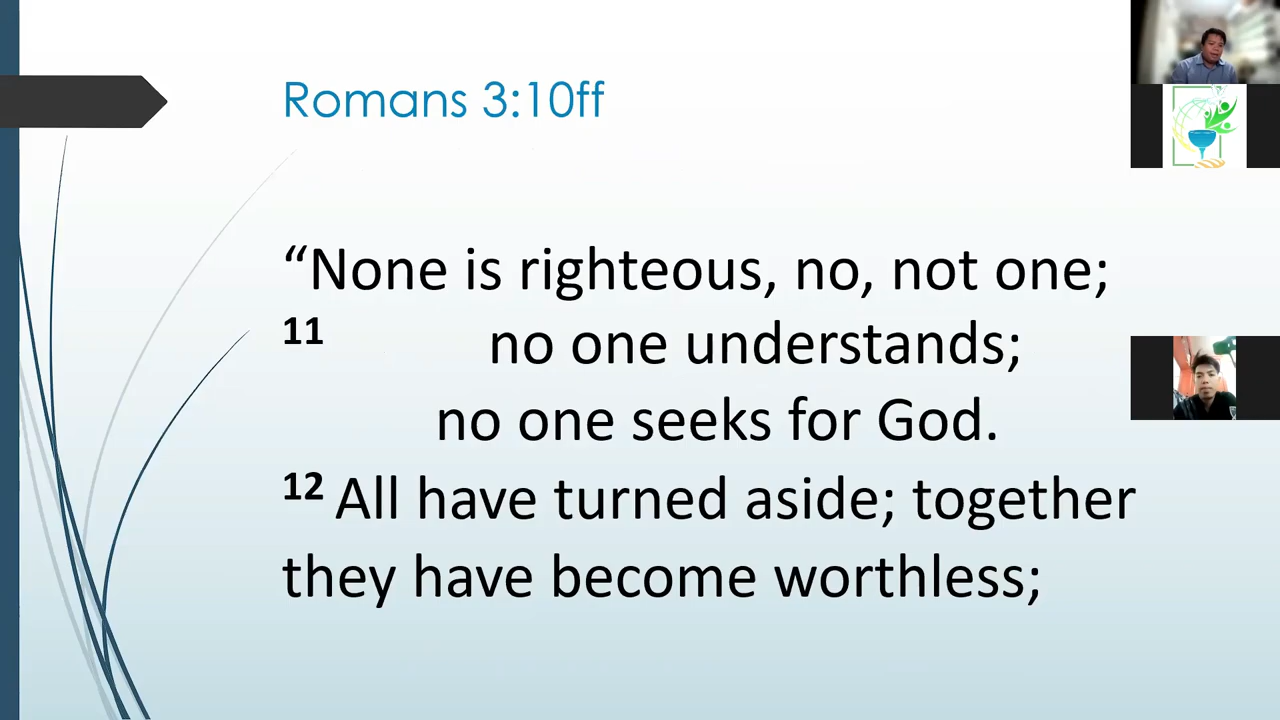 Romans 3:10ff
“None is righteous, no, not one;
11 no one understands;
no one seeks for God.
12 All have turned aside; together
they have become worthless;